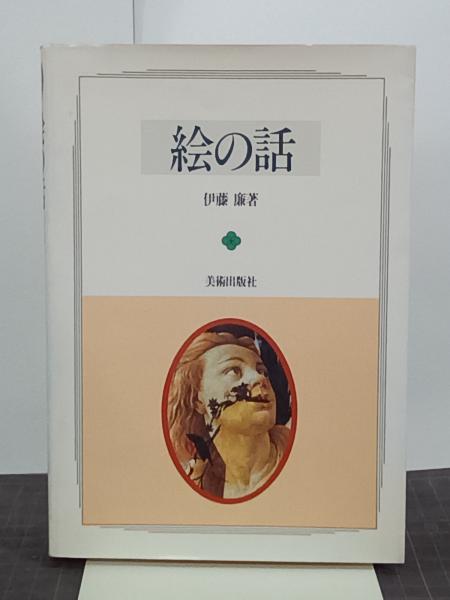 絵の話
伊藤 廉著
美術出版社